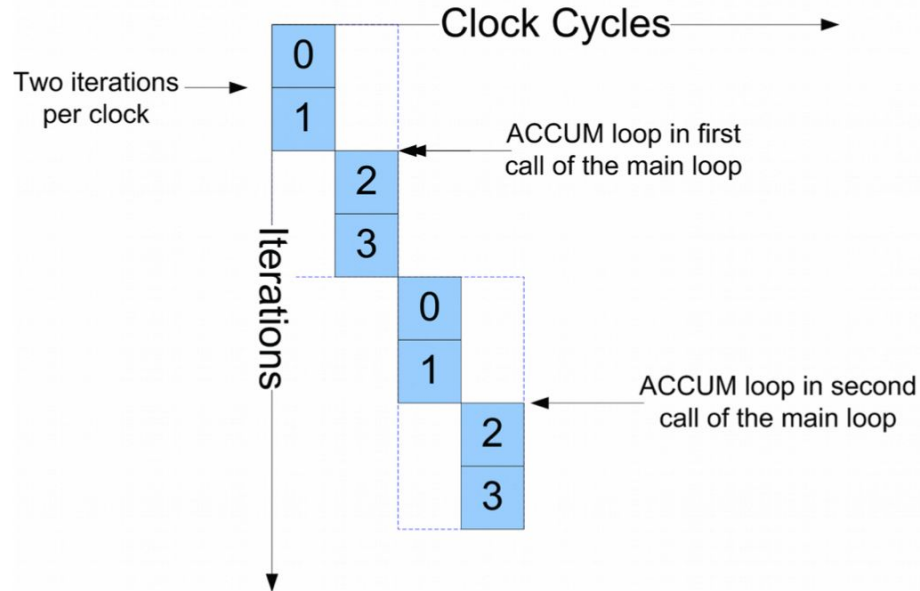 Clock Cycles
0
Two iterations
per clock
1
ACCUM loop in first
call of the main loop
2
3
Iterations
0
1
ACCUM loop in second
call of the main loop
2
3